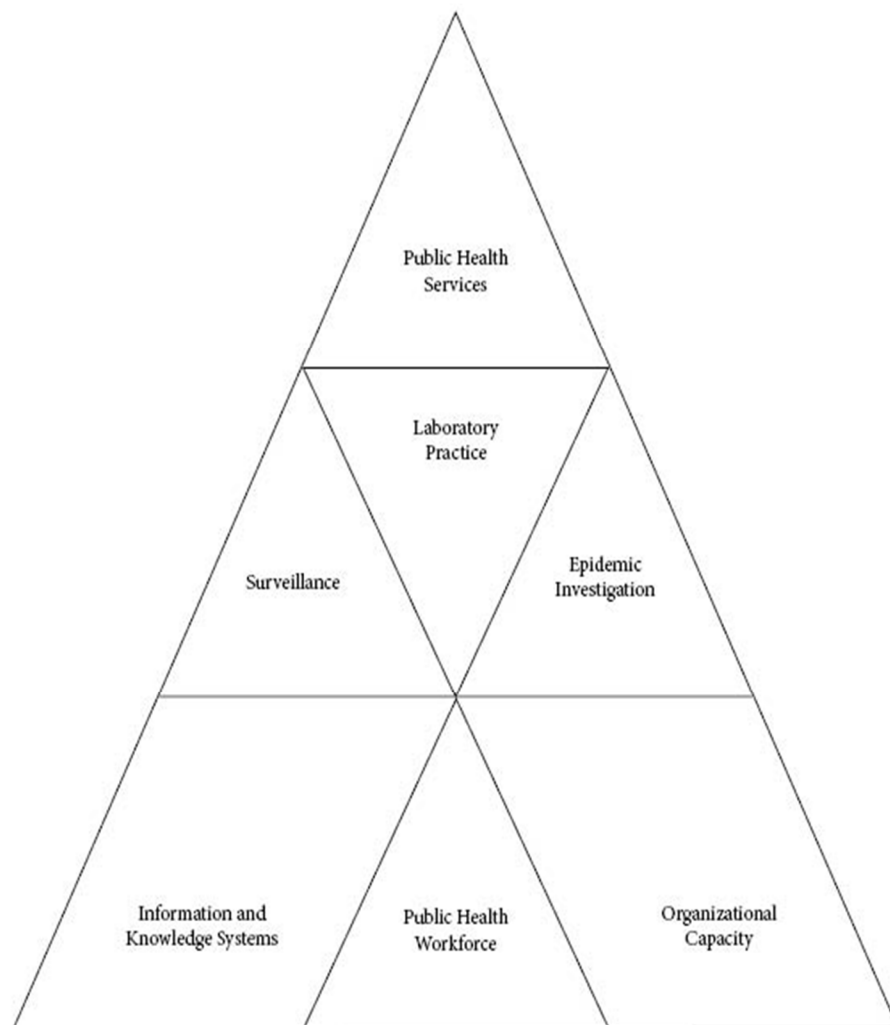 Public Health
Services
Laboratory
Practice
Surveillance
Epidemic
Investigation
Information and
Knowledge Systems
Public Health
Workforce
Organizational
Capacity